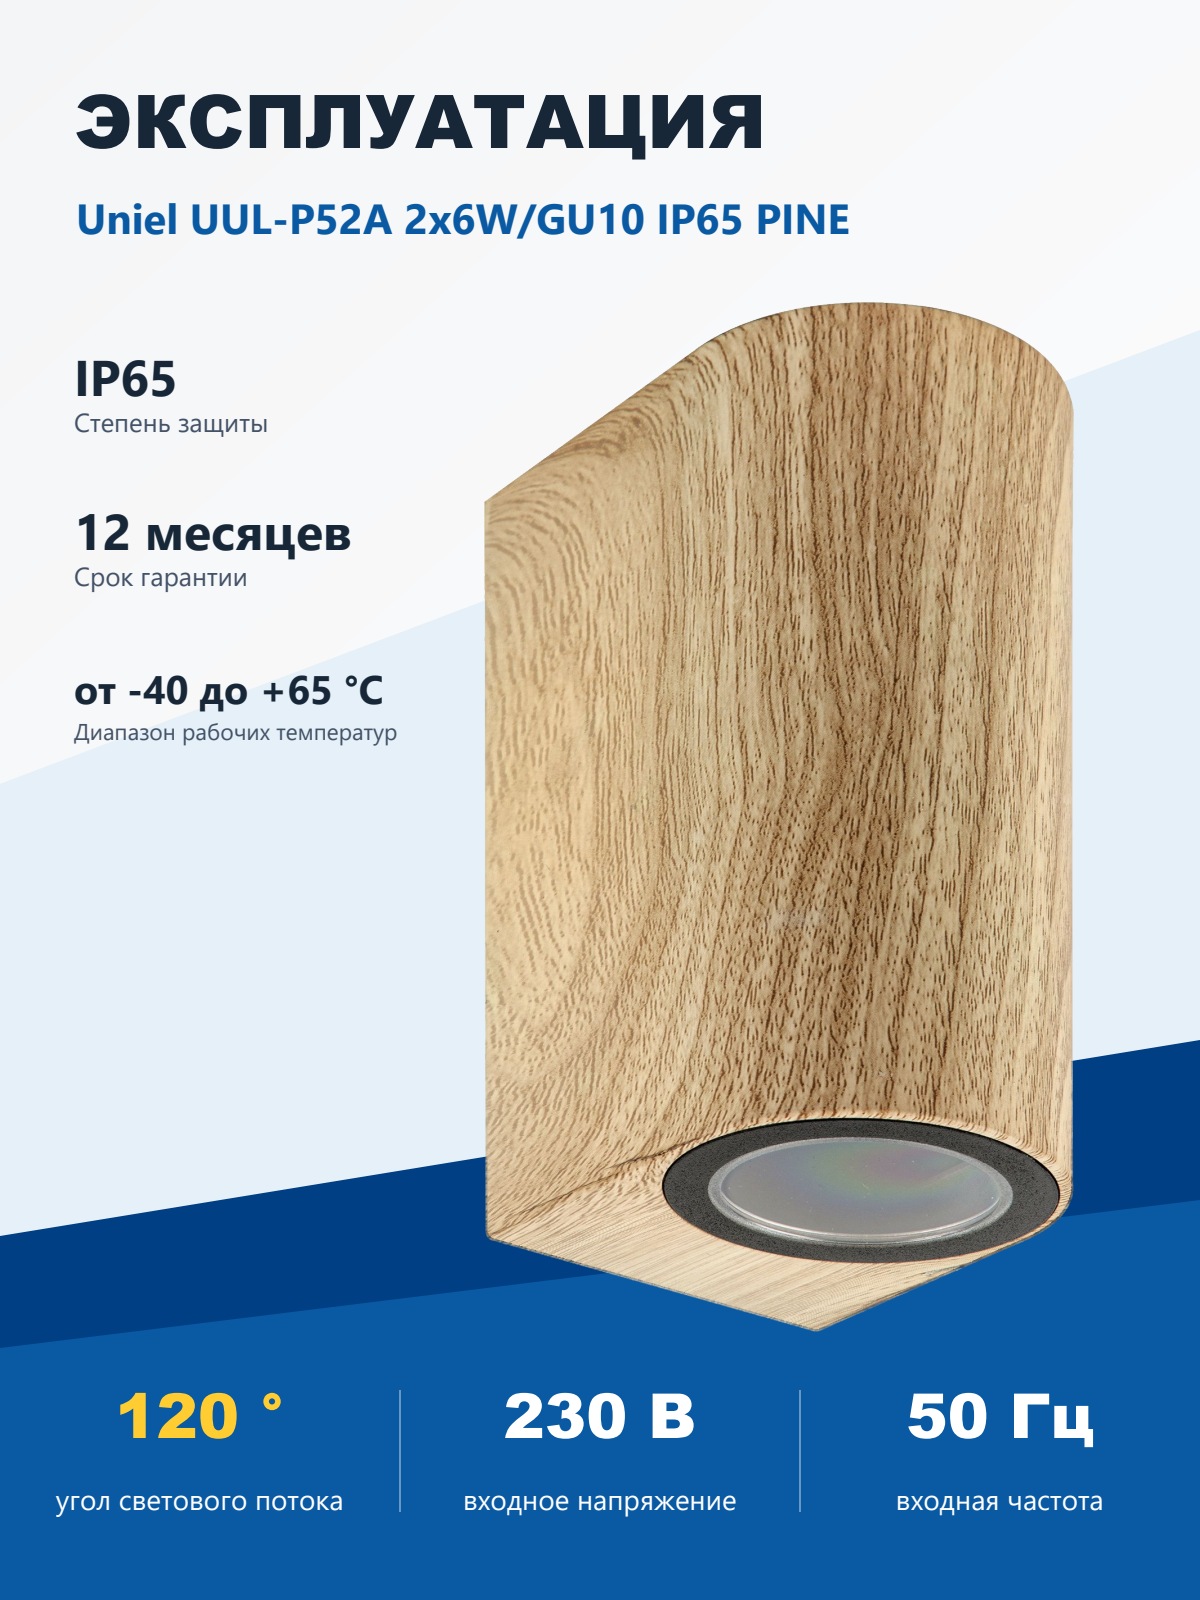 ЭКСПЛУАТАЦИЯ
Uniel UUL-P52A 2x6W/GU10 IP65 PINE
IP65
Степень защиты
12 месяцев
Срок гарантии
от -40 до +65 °C
Диапазон рабочих температур
120 °
угол светового потока
230 В
входное напряжение
50 Гц
входная частота